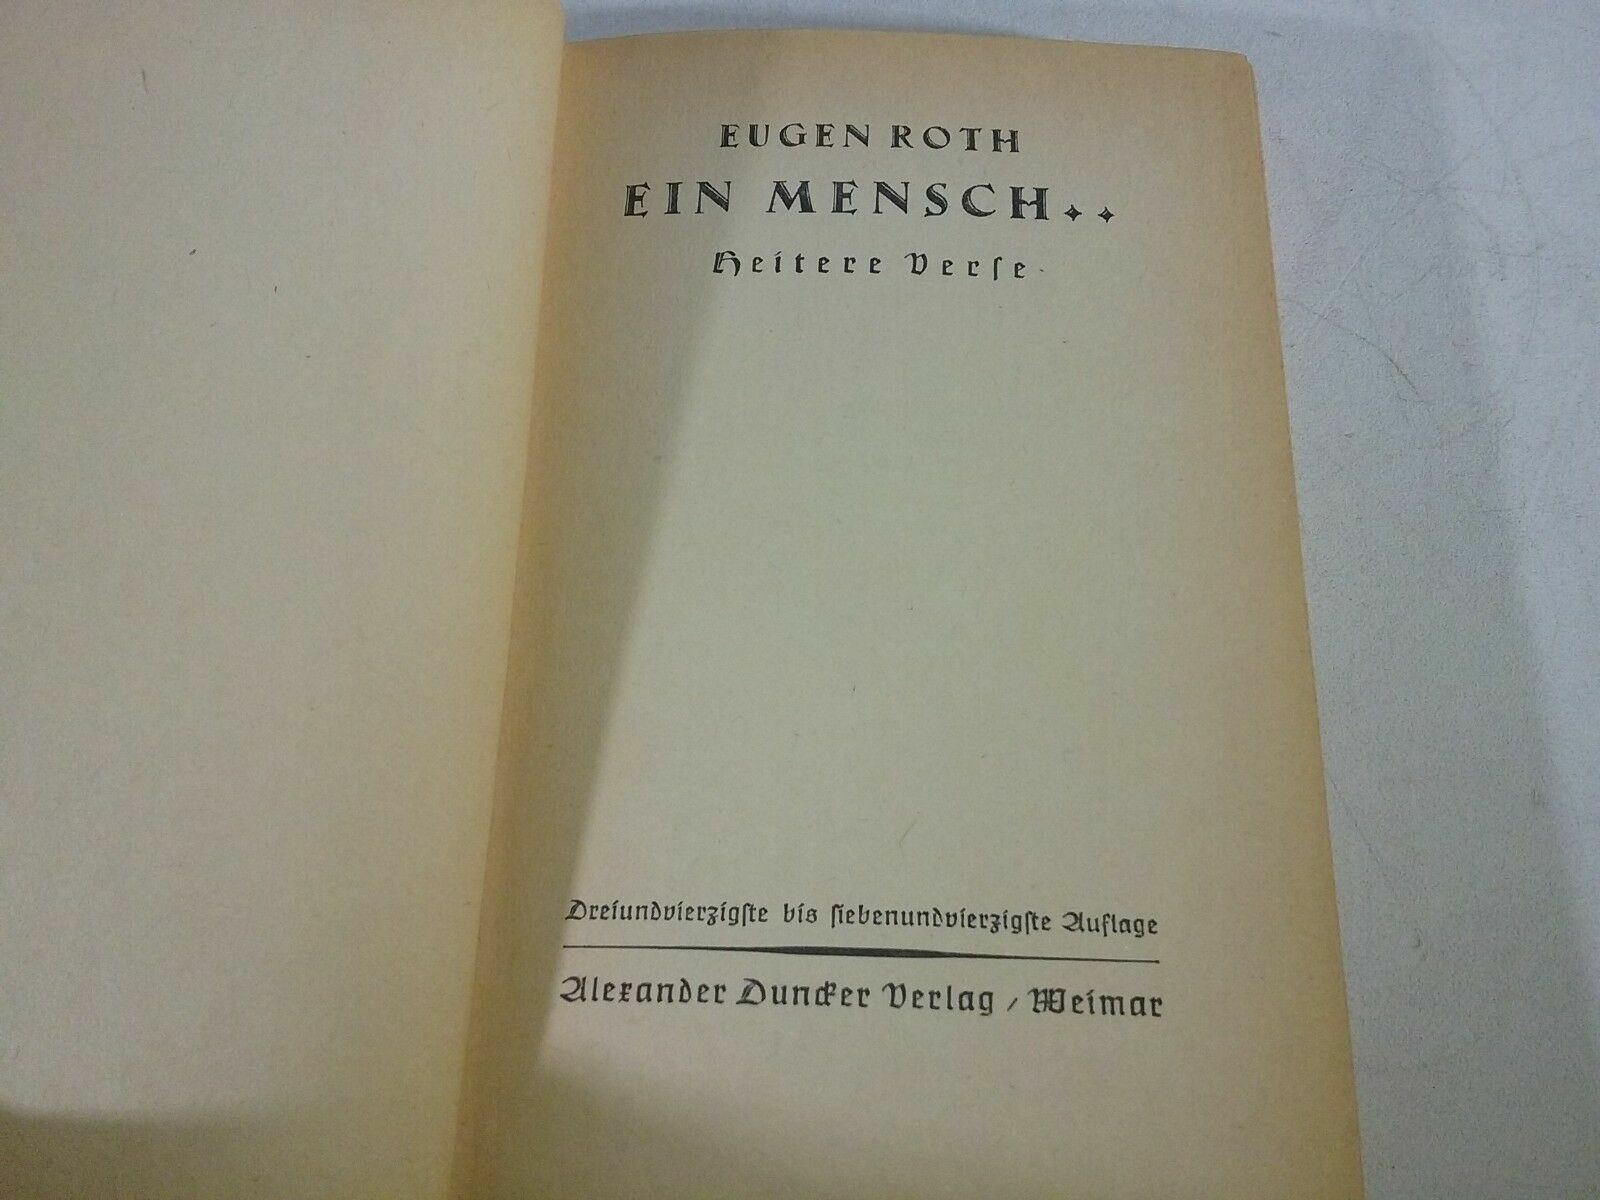 EUGEN ROTH
EIN MENSCH..
Heitere Verſe
Dreiundvierzigſte bis ſiebenundvierzigſte Auflage
Alexander Duncker Verlag / Weimar